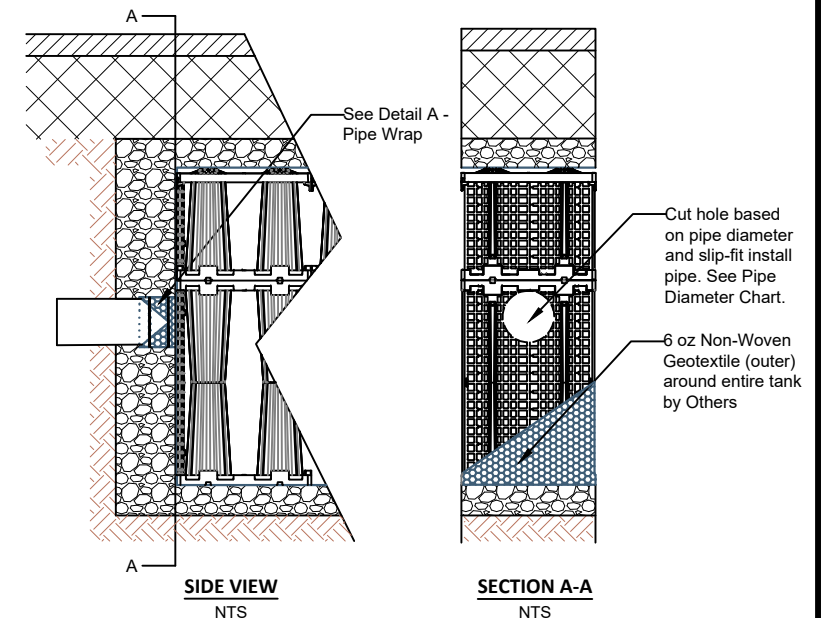 A
See Detail A -
Pipe Wrap
Cut hole based
on pipe diameter
and slip-fit install
pipe. See Pipe
Diameter Chart.
6 oz Non-Woven
Geotextile (outer)
around entire tank
by Others
A
SIDE VIEW
NTS
SECTION A-A
NTS